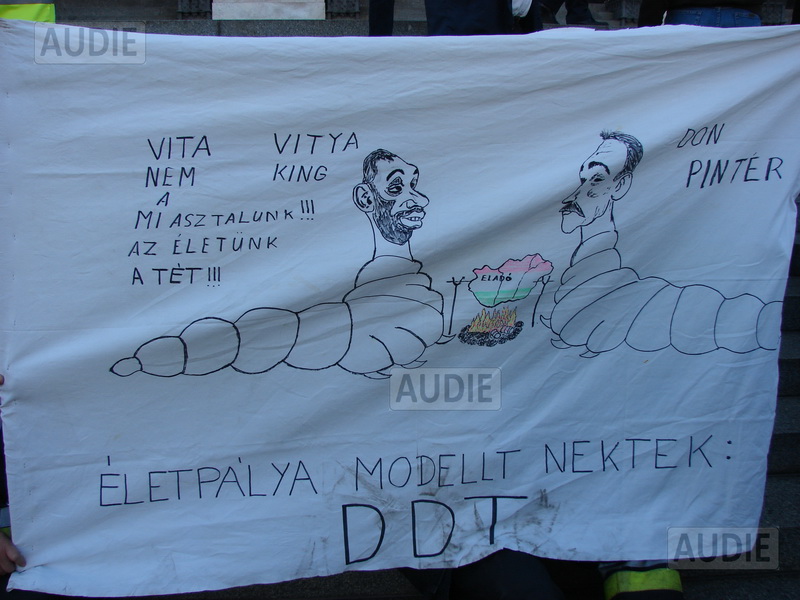 AUDIE
VITA
NEM
A
MI ASZTALUNK!!!
AZ ÉLETÜNK
A TÉT!!!
VITYA
KING
DON
PINTÉR
ELADÓ
AUDIE
ÉLETPÁLYA MODELLT NEKTEK:
DDT
AUDIE